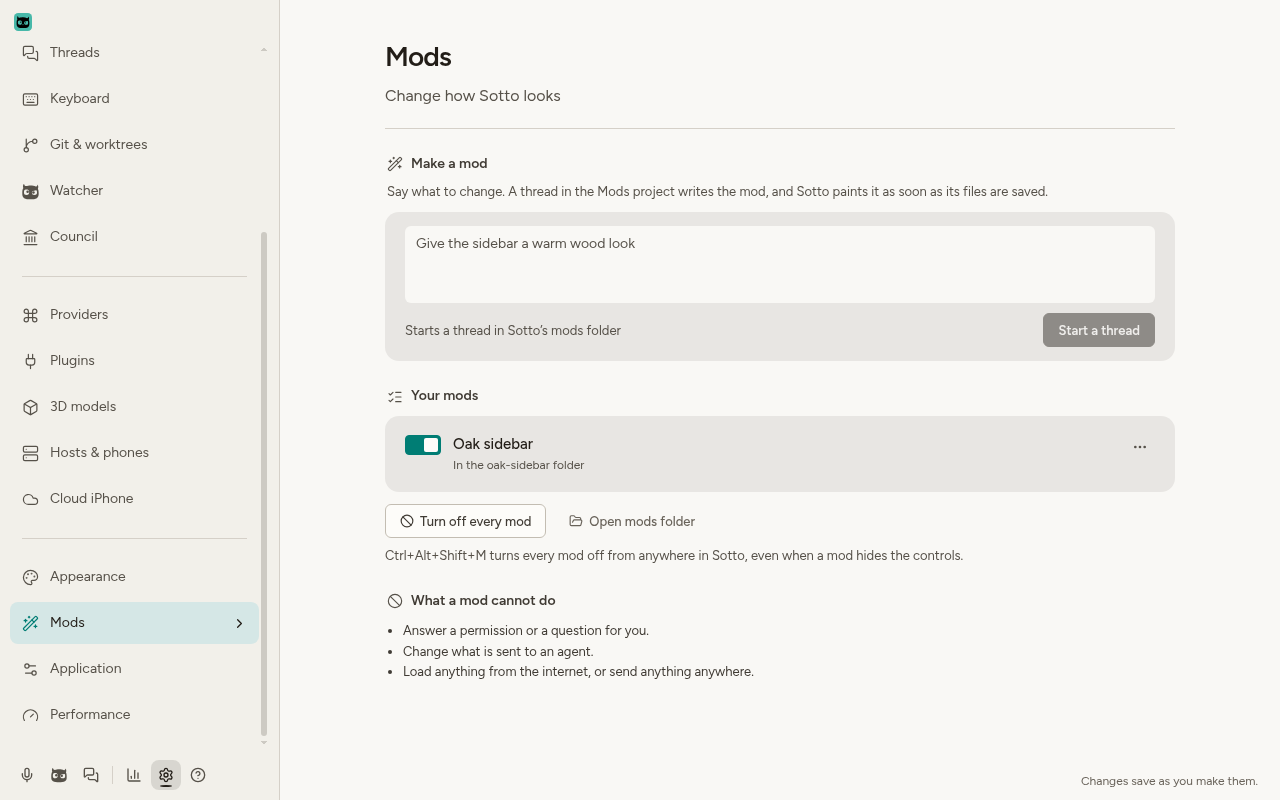 Threads
Keyboard
Git & worktrees
Watcher
Council
Providers
Plugins
3D models
Hosts & phones
Cloud iPhone
Appearance
Mods
Application
Performance
Mods
Change how Sotto looks
Make a mod
Say what to change. A thread in the Mods project writes the mod, and Sotto paints it as soon as its files are saved.
Give the sidebar a warm wood look
Starts a thread in Sotto’s mods folder
Start a thread
Your mods
Oak sidebar
In the oak-sidebar folder
Turn off every mod
Open mods folder
Ctrl+Alt+Shift+M turns every mod off from anywhere in Sotto, even when a mod hides the controls.
What a mod cannot do
• Answer a permission or a question for you.
• Change what is sent to an agent.
• Load anything from the internet, or send anything anywhere.
Changes save as you make them.